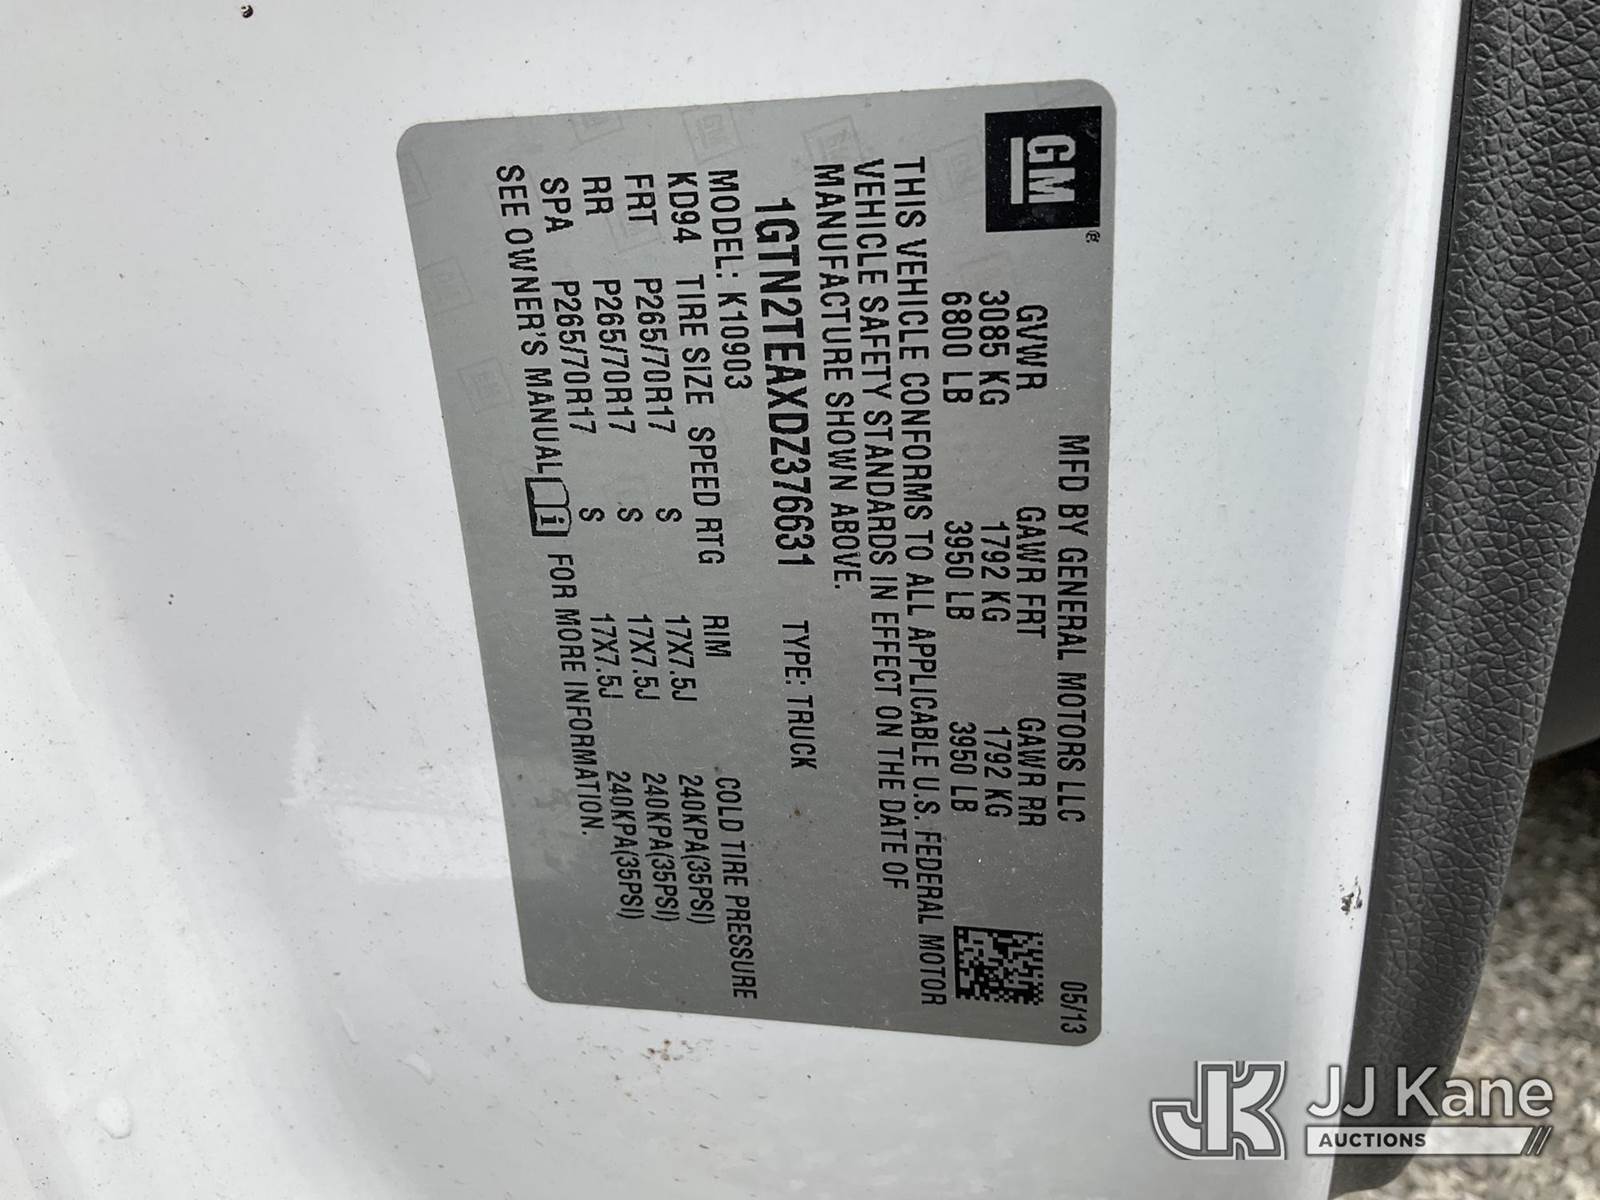 GM®
MFD BY GENERAL MOTORS LLC 05/13
GVWR GAWR FRT GAWR RR
3085 KG 1792 KG 1792 KG
6800 LB 3950 LB 3950 LB
THIS VEHICLE CONFORMS TO ALL APPLICABLE U.S. FEDERAL MOTOR
VEHICLE SAFETY STANDARDS IN EFFECT ON THE DATE OF
MANUFACTURE SHOWN ABOVE.
1GTN2TEAXDZ376631 TYPE: TRUCK
MODEL: K10903
KD94 TIRE SIZE SPEED RTG RIM COLD TIRE PRESSURE
FRT P265/70R17 S 17X7.5J 240KPA(35PSI)
RR P265/70R17 S 17X7.5J 240KPA(35PSI)
SPA P265/70R17 S 17X7.5J 240KPA(35PSI)
SEE OWNER'S MANUAL i FOR MORE INFORMATION.
JK JJ Kane
AUCTIONS